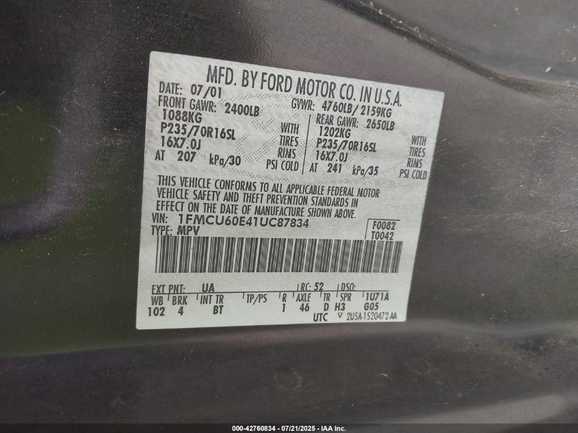 MFD. BY FORD MOTOR CO. IN U.S.A.
DATE: 07/01 GVWR: 4760LB/ 2159KG
FRONT GAWR: 2400LB REAR GAWR: 2650LB
1088KG WITH 1202KG WITH
P235/70R16SL TIRES P235/70R16SL TIRES
16X7.0J RIMS 16X7.0J RIMS
AT 207 kPa/30 PSI COLD AT 241 kPa/35 PSI COLD
THIS VEHICLE CONFORMS TO ALL APPLICABLE FEDERAL MOTOR
VEHICLE SAFETY AND THEFT PREVENTION STANDARDS IN
EFFECT ON THE DATE OF MANUFACTURE SHOWN ABOVE.
VIN: 1FMCU60E41UC87834 F0082
TYPE: MPV T0042
EXT PNT: UA RC: 52 DSO:
WB BRK INT TR TP/PS R AXLE TR SPR 1U71A
102 4 BT 1 46 D H3 G05
UTC 2USA-1520472 AA
000-42760834 - 07/21/2025 - IAA Inc.